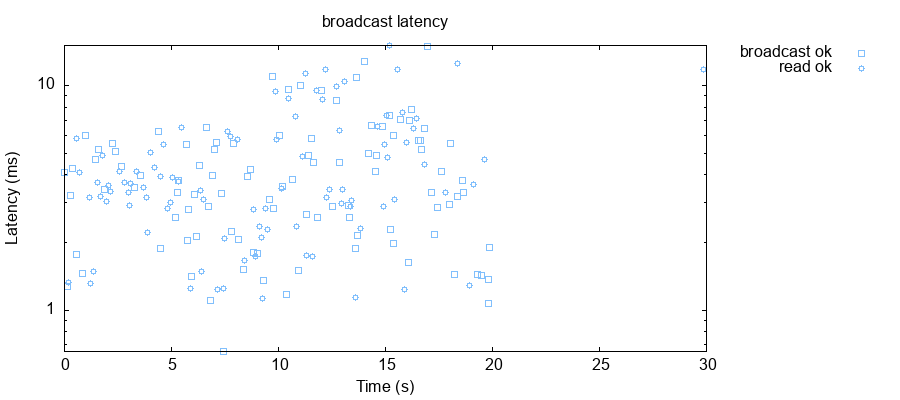 broadcast latency
broadcast ok
read ok
10
1
Latency (ms)
0 5 10 15 20 25 30
Time (s)